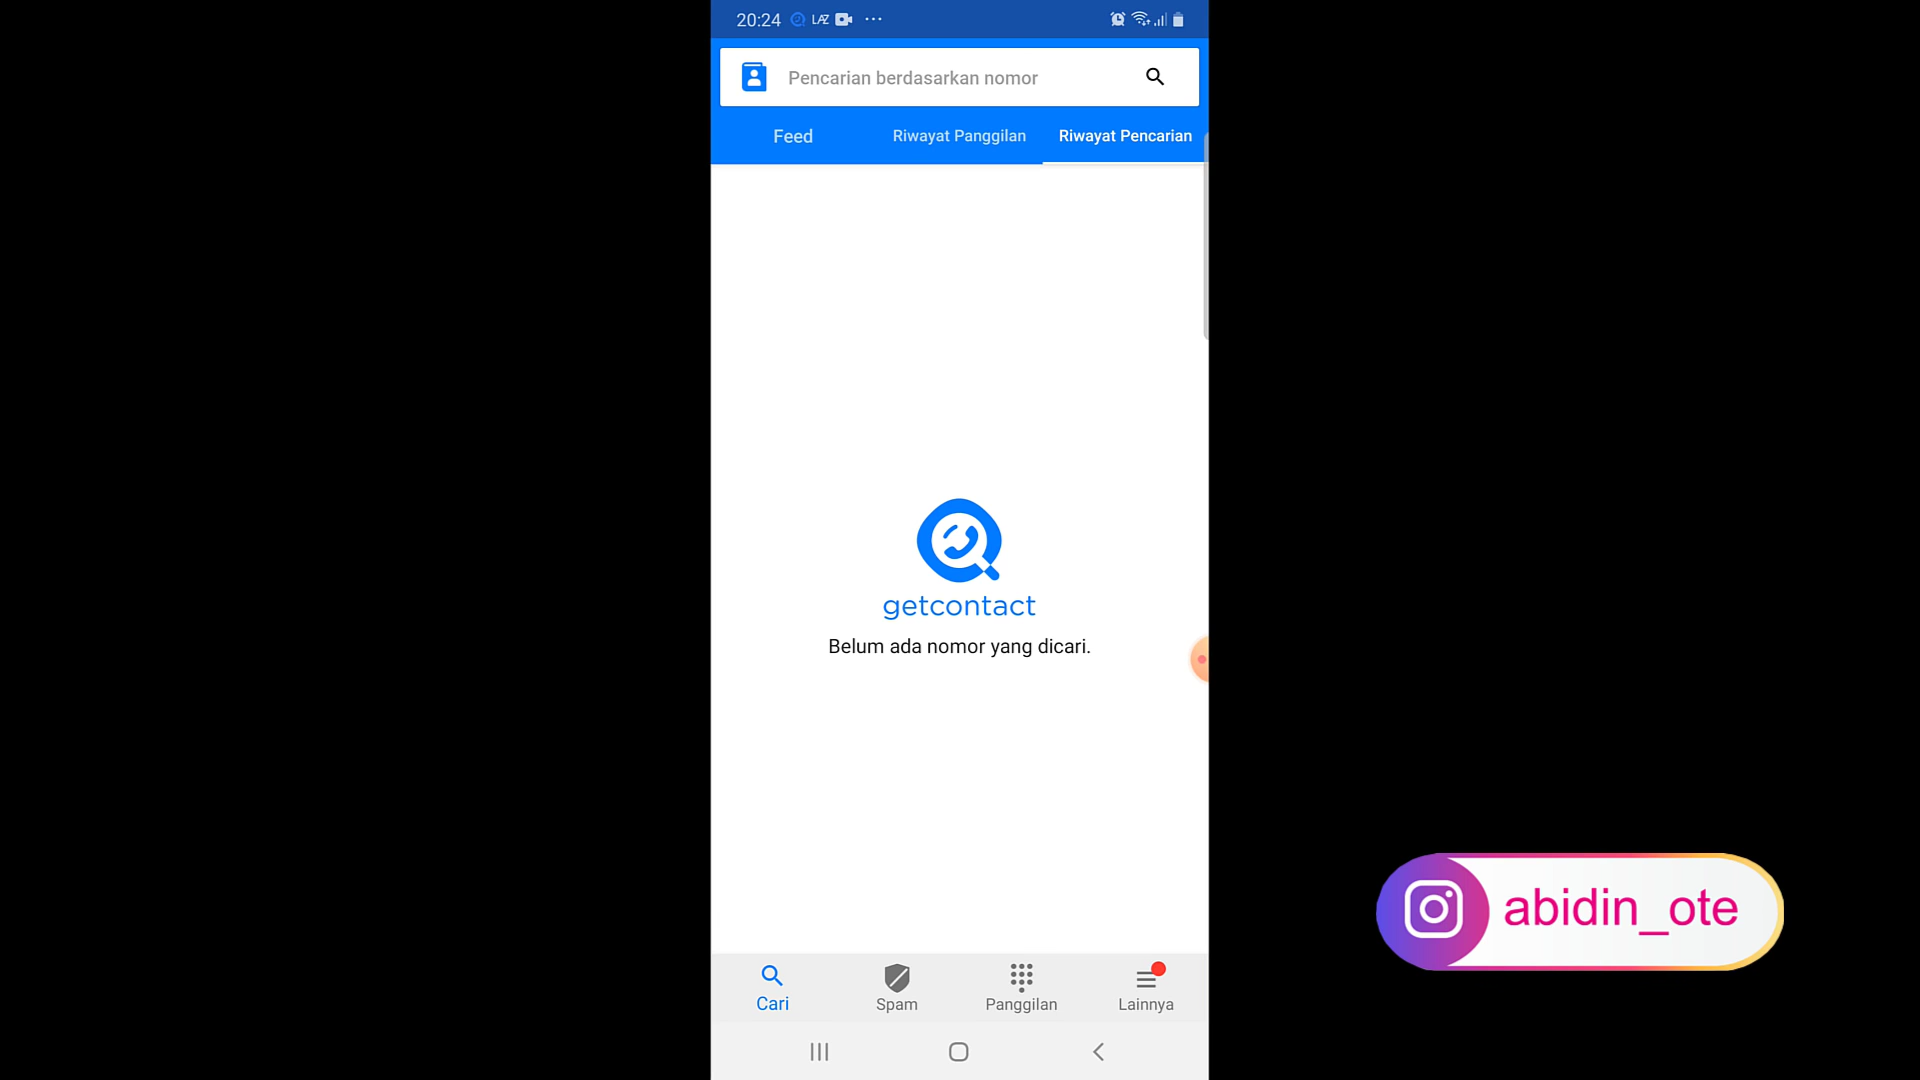 20:24 LAZ
Pencarian berdasarkan nomor
Feed Riwayat Panggilan Riwayat Pencarian
getcontact
Belum ada nomor yang dicari.
abidin_ote
Cari Spam Panggilan Lainnya